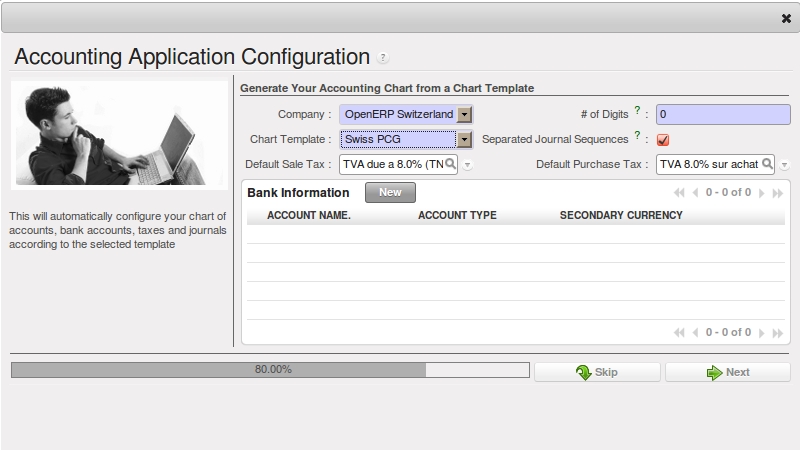 Accounting Application Configuration ?
Generate Your Accounting Chart from a Chart Template
Company : OpenERP Switzerland # of Digits ? : 0
Chart Template : Swiss PCG Separated Journal Sequences ? :
Default Sale Tax : TVA due a 8.0% (TN Default Purchase Tax : TVA 8.0% sur achat
This will automatically configure your chart of
accounts, bank accounts, taxes and journals
according to the selected template
Bank Information New 0 - 0 of 0
ACCOUNT NAME. ACCOUNT TYPE SECONDARY CURRENCY
0 - 0 of 0
80.00% Skip Next